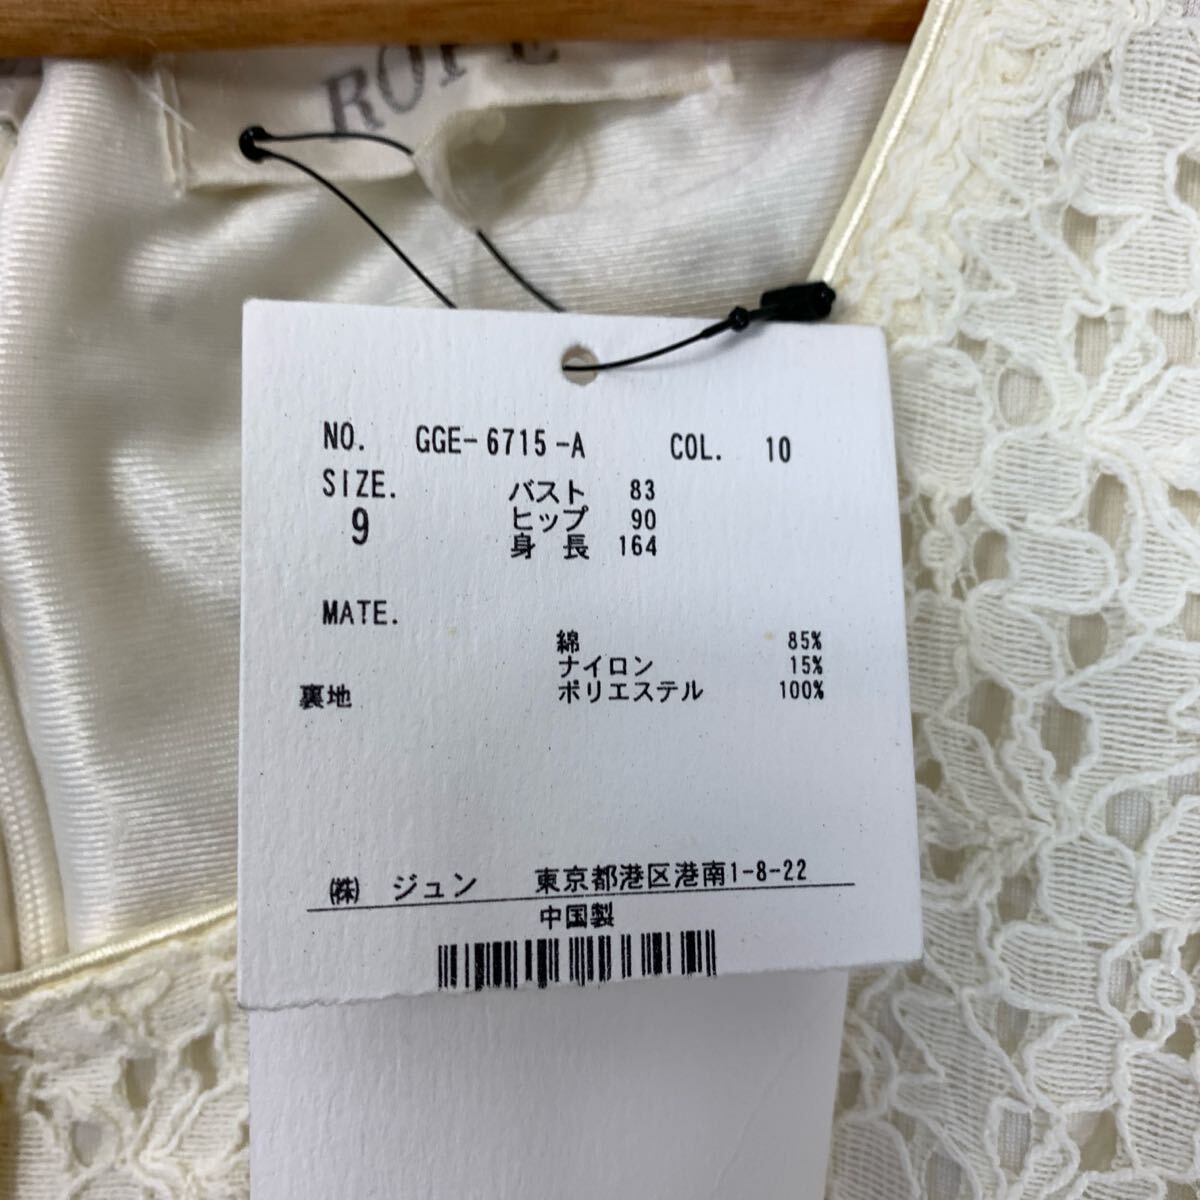 ROPÉ
NO. GGE-6715-A COL. 10
SIZE. バスト 83
9 ヒップ 90
身長 164
MATE.
綿 85%
ナイロン 15%
裏地 ポリエステル 100%
㈱ ジュン 東京都港区港南1-8-22
中国製